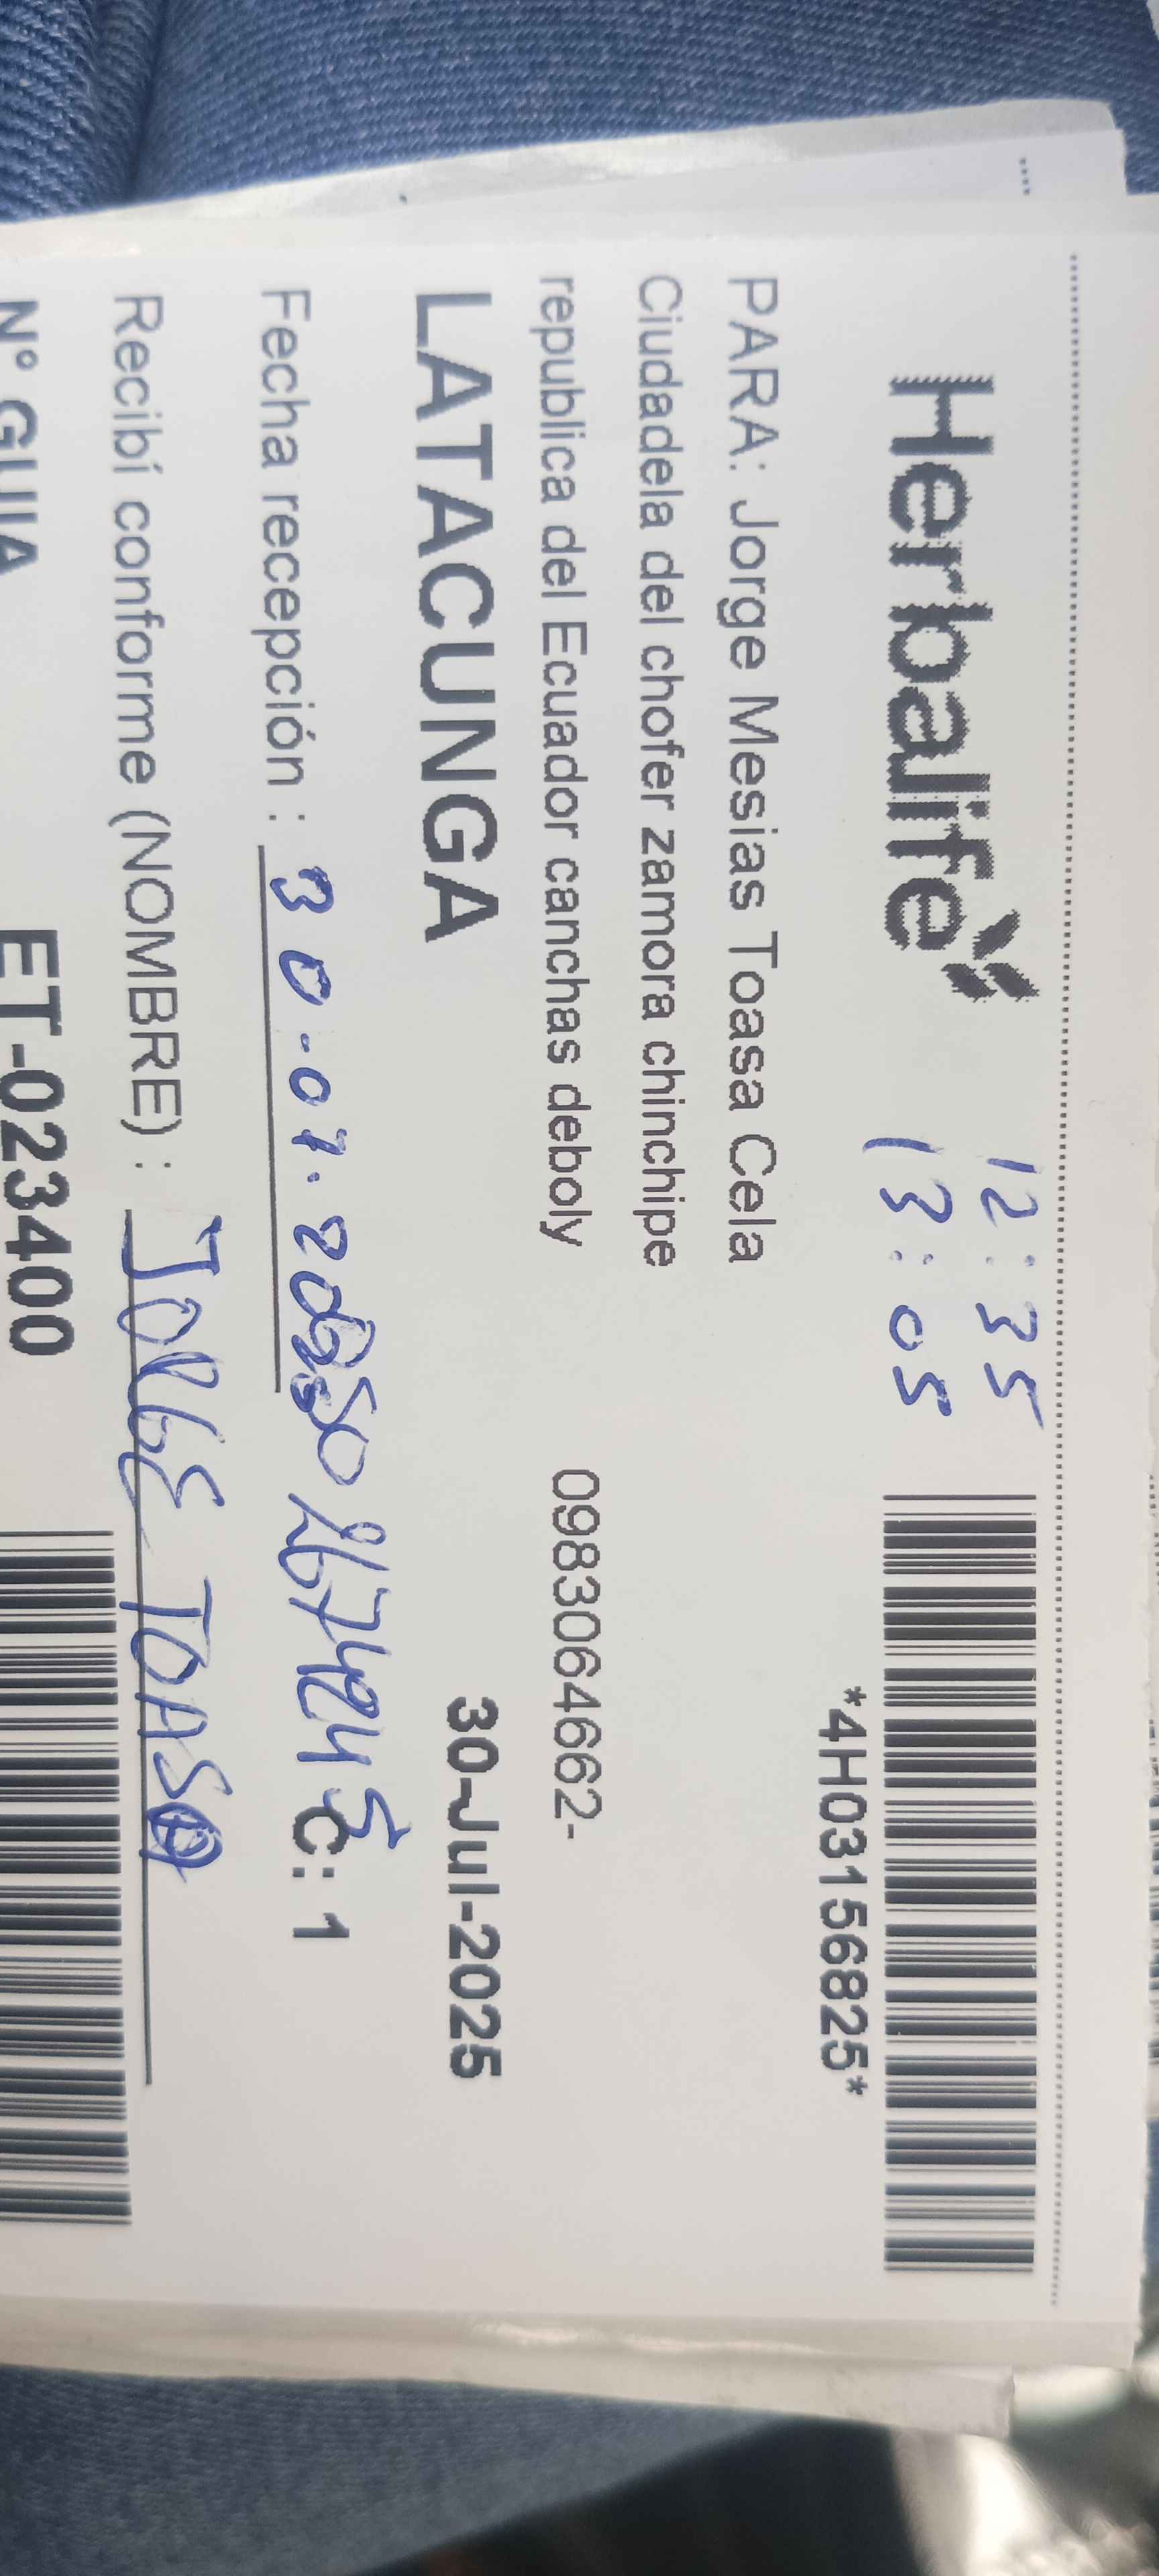 Herbalife
12:35
13:05
*4H03156825*
PARA: Jorge Mesias Toasa Cela
Ciudadela del chofer zamora chinchipe
republica del Ecuador canchas deboly 0983064662-
LATACUNGA 30-Jul-2025
Fecha recepción : 30-07-2025 C: 1
Recibí conforme (NOMBRE) : JORGE TOASA
N° GUIA ET-023400